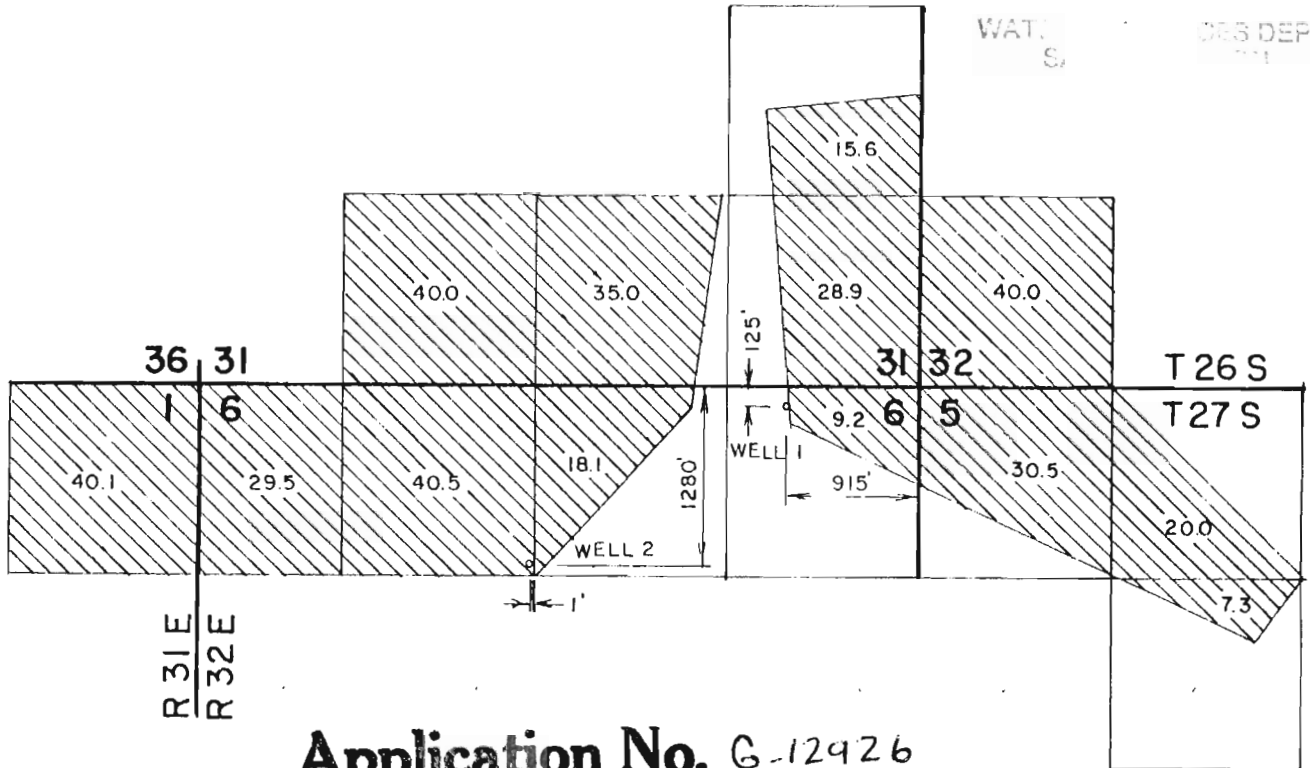 15.6
40.0 35.0 28.9 40.0
125'
36 31 31 32 T 26 S
1 6 9.2 6 5 T 27 S
WELL 1
40.1 29.5 40.5 18.1 1280' 915' 30.5 20.0
WELL 2
1'
7.3
R 31 E
R 32 E
Application No. G-12926